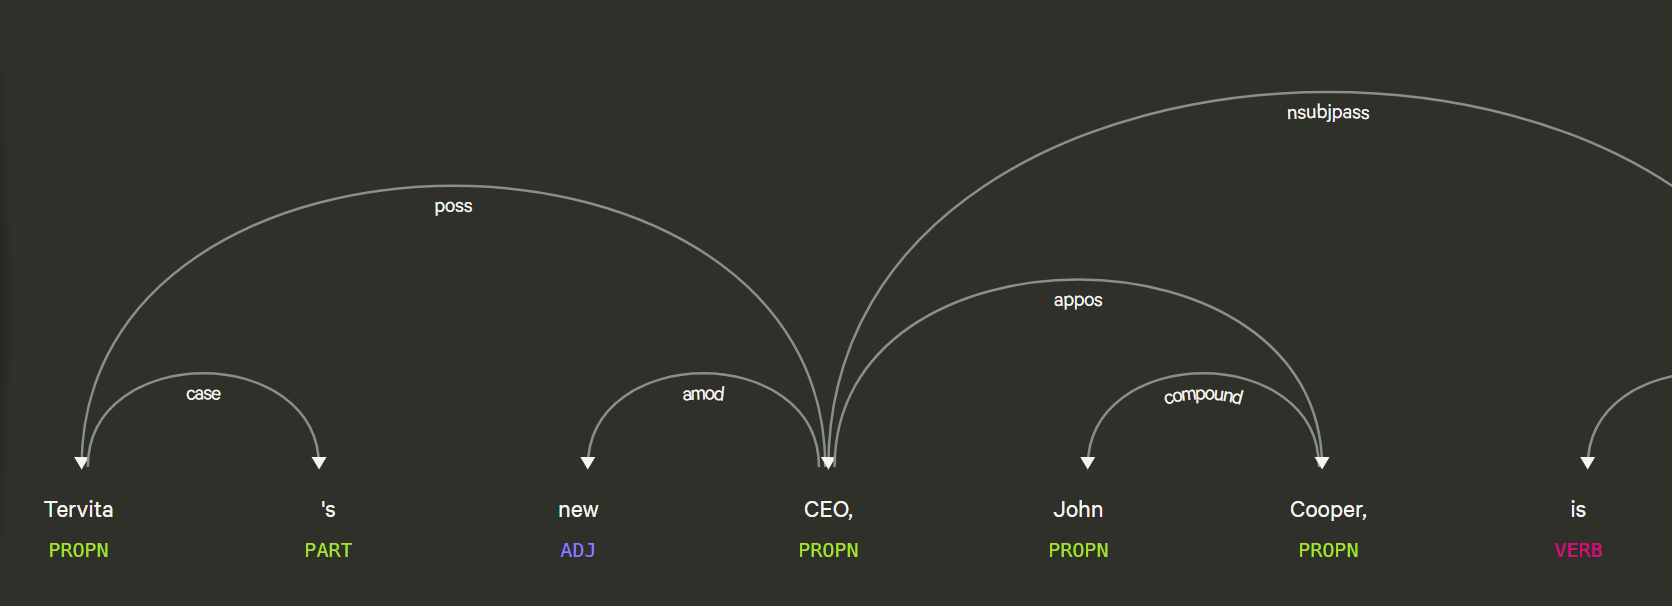 nsubjpass
poss
appos
case amod compound
Tervita 's new CEO, John Cooper, is
PROPN PART ADJ PROPN PROPN PROPN VERB